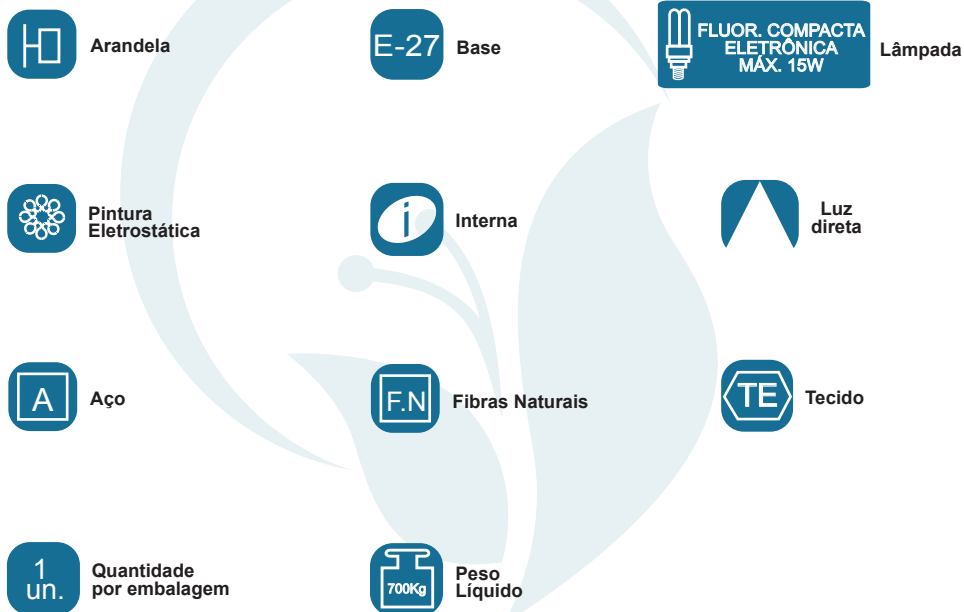 Arandela
E-27
Base
FLUOR. COMPACTA
ELETRÔNICA
MÁX. 15W
Lâmpada
Pintura
Eletrostática
i
Interna
Luz
direta
A
Aço
F.N
Fibras Naturais
TE
Tecido
1
un.
Quantidade
por embalagem
700Kg
Peso
Líquido